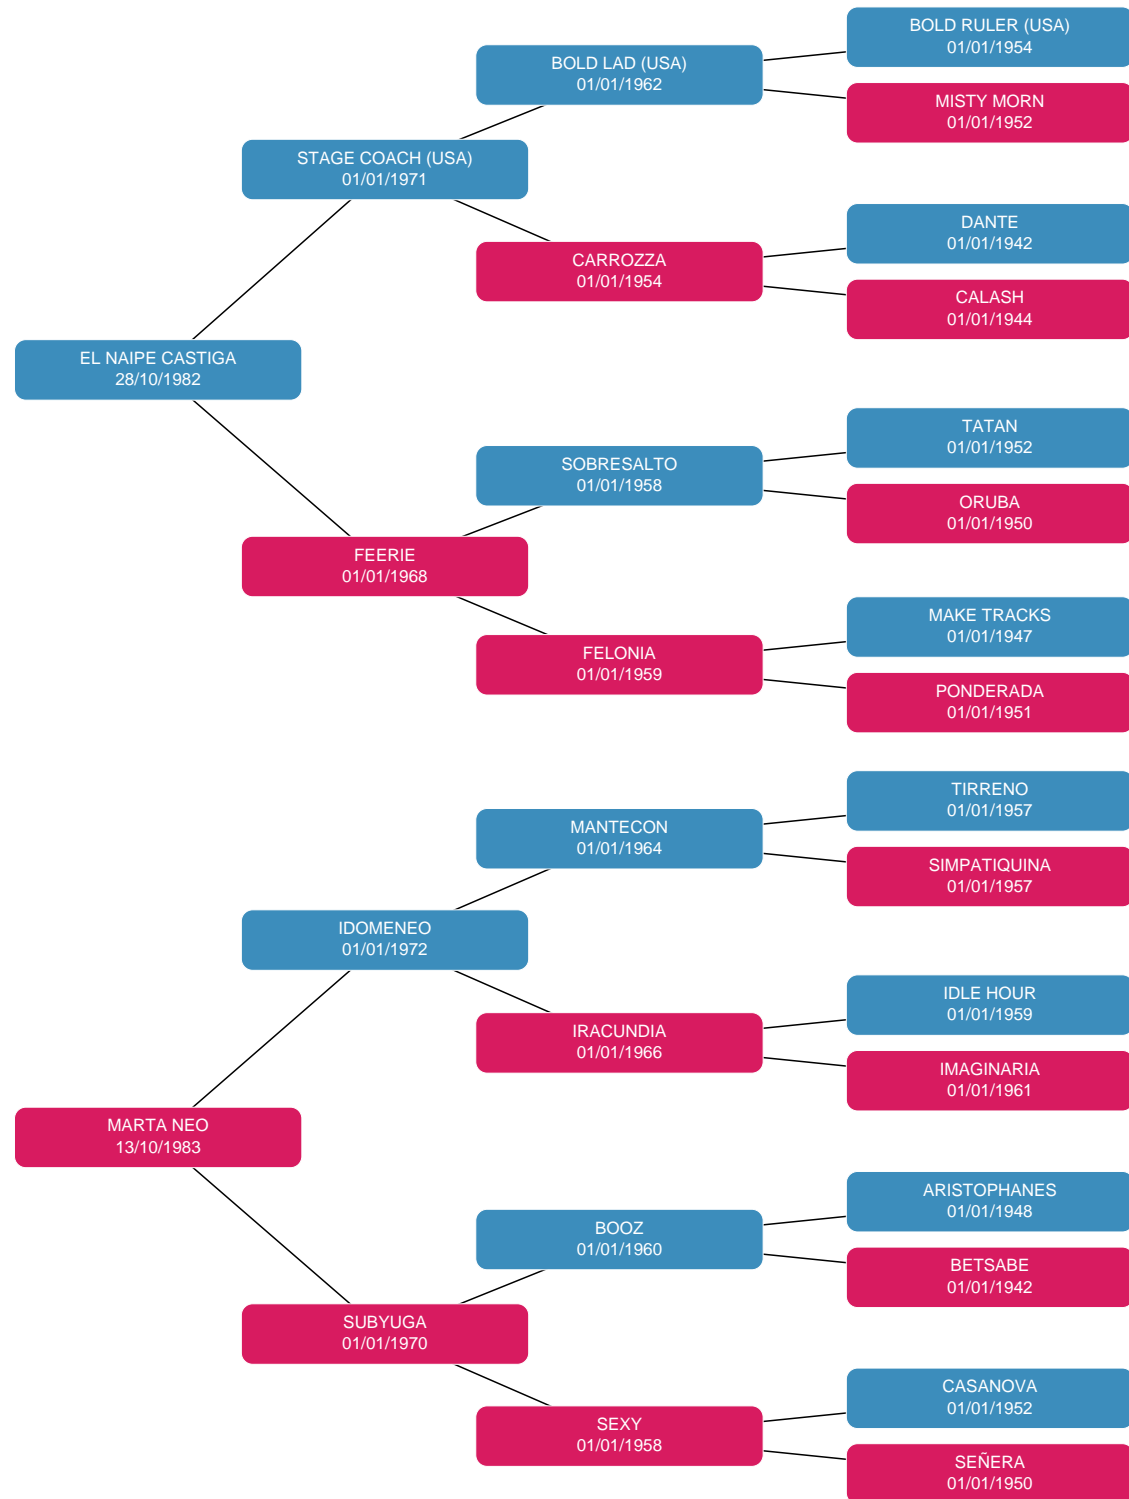 BOLD RULER (USA)
01/01/1954
BOLD LAD (USA)
01/01/1962
MISTY MORN
01/01/1952
STAGE COACH (USA)
01/01/1971
DANTE
01/01/1942
CARROZZA
01/01/1954
CALASH
01/01/1944
EL NAIPE CASTIGA
28/10/1982
TATAN
01/01/1952
SOBRESALTO
01/01/1958
ORUBA
01/01/1950
FEERIE
01/01/1968
MAKE TRACKS
01/01/1947
FELONIA
01/01/1959
PONDERADA
01/01/1951
TIRRENO
01/01/1957
MANTECON
01/01/1964
SIMPATIQUINA
01/01/1957
IDOMENEO
01/01/1972
IDLE HOUR
01/01/1959
IRACUNDIA
01/01/1966
IMAGINARIA
01/01/1961
MARTA NEO
13/10/1983
ARISTOPHANES
01/01/1948
BOOZ
01/01/1960
BETSABE
01/01/1942
SUBYUGA
01/01/1970
CASANOVA
01/01/1952
SEXY
01/01/1958
SEÑERA
01/01/1950